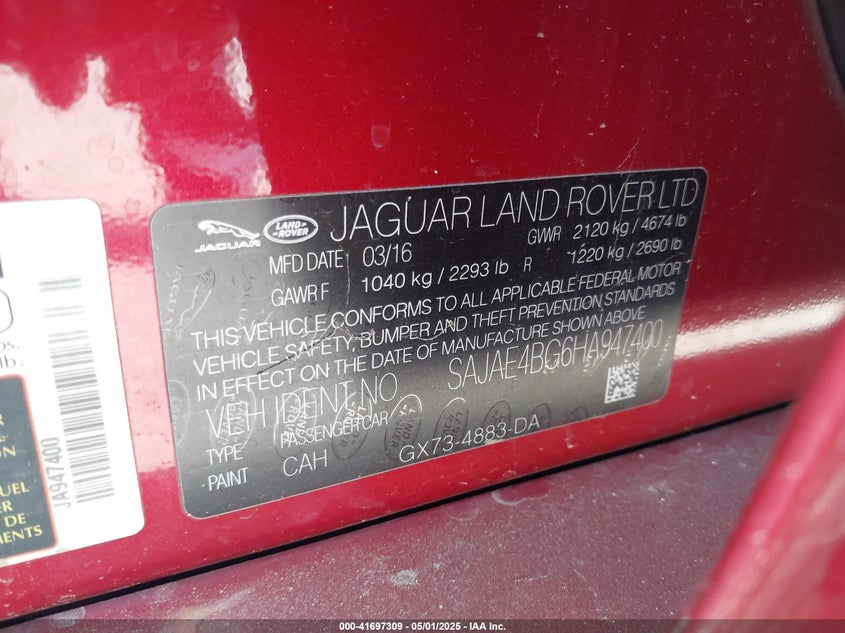 JAGUAR
LAND
ROVER
JAGUAR LAND ROVER LTD
MFD DATE 03/16 GWWR 2120 kg / 4674 lb
GAWR F 1040 kg / 2293 lb R 1220 kg / 2690 lb
THIS VEHICLE CONFORMS TO ALL APPLICABLE FEDERAL MOTOR
VEHICLE SAFETY, BUMPER AND THEFT PREVENTION STANDARDS
IN EFFECT ON THE DATE OF MANUFACTURE SHOWN ABOVE
VEH IDENT NO SAJAE4BG6HA947400
TYPE PASSENGER CAR
PAINT CAH GX73-4883-DA
lb.
JA947400
DE
000-41697309 — 05/01/2025 — IAA Inc.